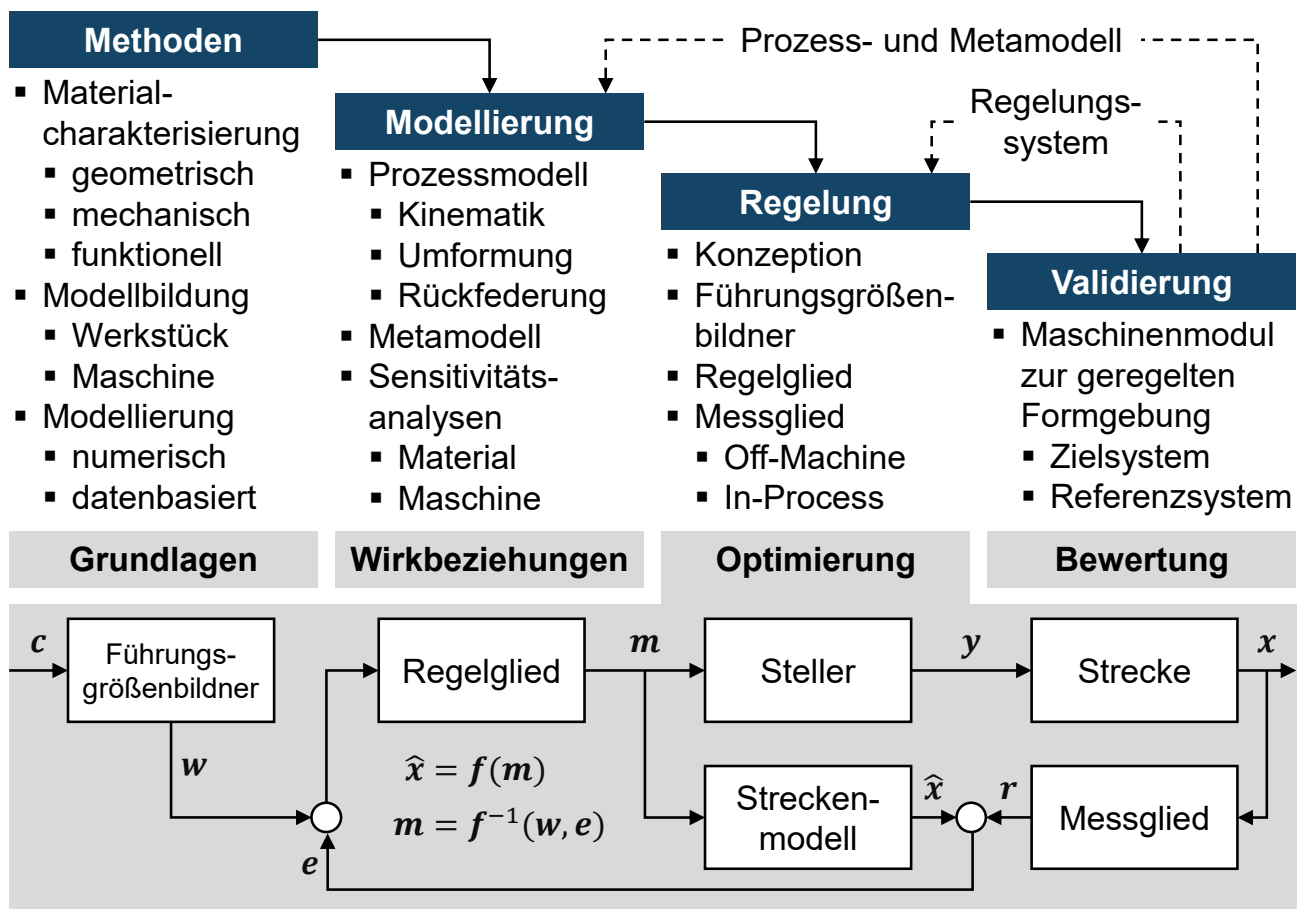 Methoden
▪ Material-
charakterisierung
▪ geometrisch
▪ mechanisch
▪ funktionell
▪ Modellbildung
▪ Werkstück
▪ Maschine
▪ Modellierung
▪ numerisch
▪ datenbasiert
Grundlagen
Prozess- und Metamodell
Modellierung
▪ Prozessmodell
▪ Kinematik
▪ Umformung
▪ Rückfederung
▪ Metamodell
▪ Sensitivitäts-
analysen
▪ Material
▪ Maschine
Wirkbeziehungen
Regelungs-
system
Regelung
▪ Konzeption
▪ Führungsgrößen-
bildner
▪ Regelglied
▪ Messglied
▪ Off-Machine
▪ In-Process
Optimierung
Validierung
▪ Maschinenmodul
zur geregelten
Formgebung
▪ Zielsystem
▪ Referenzsystem
Bewertung
c
Führungs-
größenbildner
w
Regelglied
m
Steller
y
Strecke
x
x̂ = f(m)
m = f⁻¹(w, e)
e
Strecken-
modell
x̂
r
Messglied